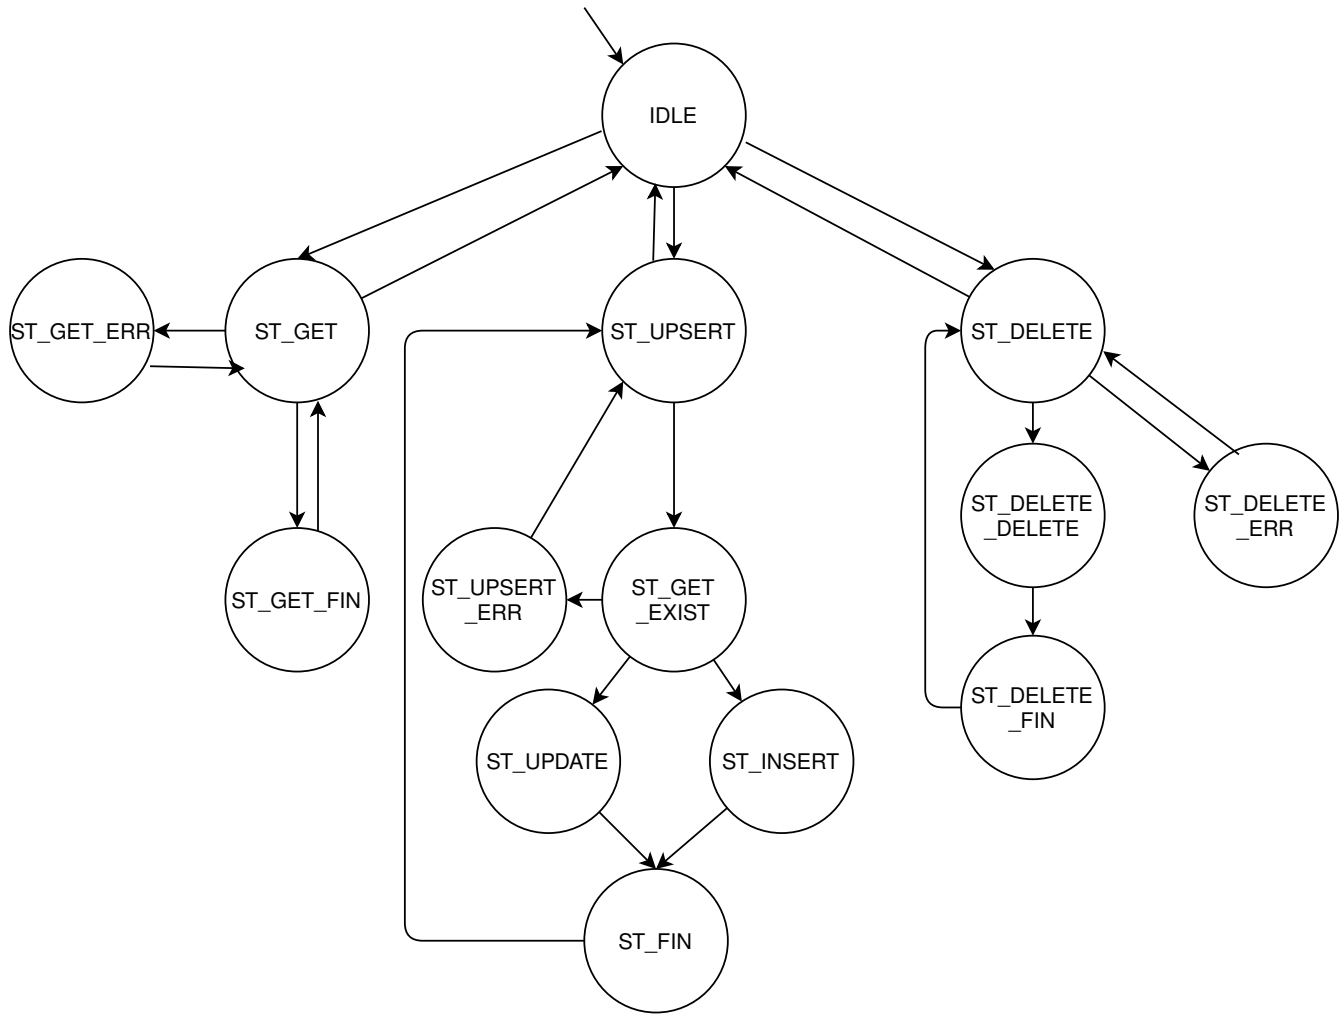 IDLE
ST_GET_ERR
ST_GET
ST_UPSERT
ST_DELETE
ST_DELETE
_DELETE
ST_DELETE
_ERR
ST_GET_FIN
ST_UPSERT
_ERR
ST_GET
_EXIST
ST_DELETE
_FIN
ST_UPDATE
ST_INSERT
ST_FIN